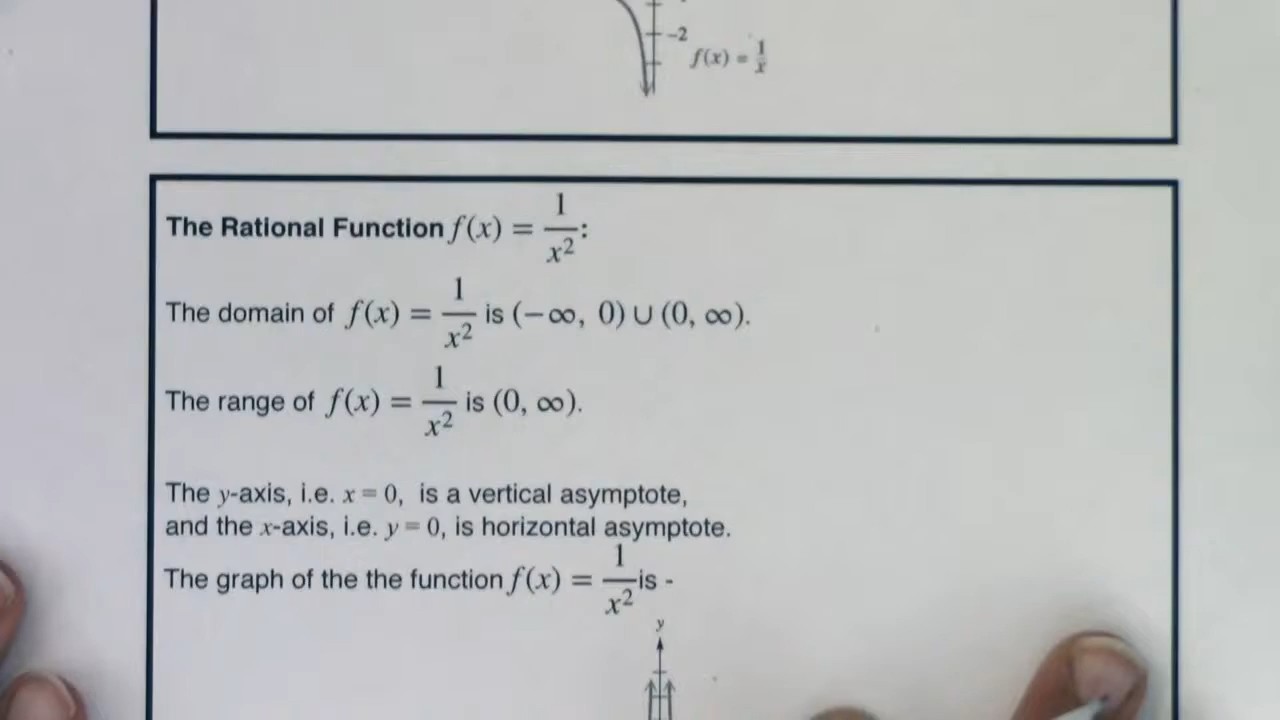 -2
f(x) = 1/x
The Rational Function f(x) = 1/x²:
The domain of f(x) = 1/x² is (−∞, 0) ∪ (0, ∞).
The range of f(x) = 1/x² is (0, ∞).
The y-axis, i.e. x = 0, is a vertical asymptote,
and the x-axis, i.e. y = 0, is horizontal asymptote.
The graph of the the function f(x) = 1/x² is -
y